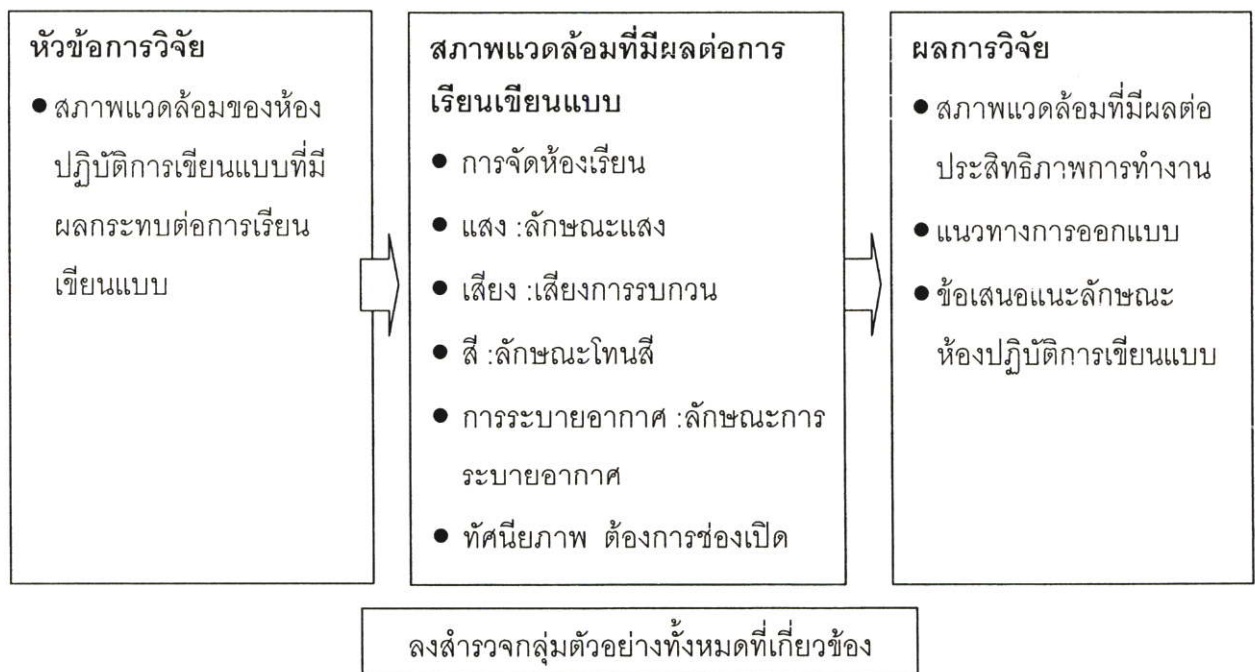 หัวข้อการวิจัย
● สภาพแวดล้อมของห้อง
ปฏิบัติการเขียนแบบที่มี
ผลกระทบต่อการเรียน
เขียนแบบ
สภาพแวดล้อมที่มีผลต่อการ
เรียนเขียนแบบ
● การจัดห้องเรียน
● แสง :ลักษณะแสง
● เสียง :เสียงการรบกวน
● สี :ลักษณะโทนสี
● การระบายอากาศ :ลักษณะการ
ระบายอากาศ
● ทัศนียภาพ ต้องการช่องเปิด
ผลการวิจัย
● สภาพแวดล้อมที่มีผลต่อ
ประสิทธิภาพการทำงาน
● แนวทางการออกแบบ
● ข้อเสนอแนะลักษณะ
ห้องปฏิบัติการเขียนแบบ
ลงสำรวจกลุ่มตัวอย่างทั้งหมดที่เกี่ยวข้อง